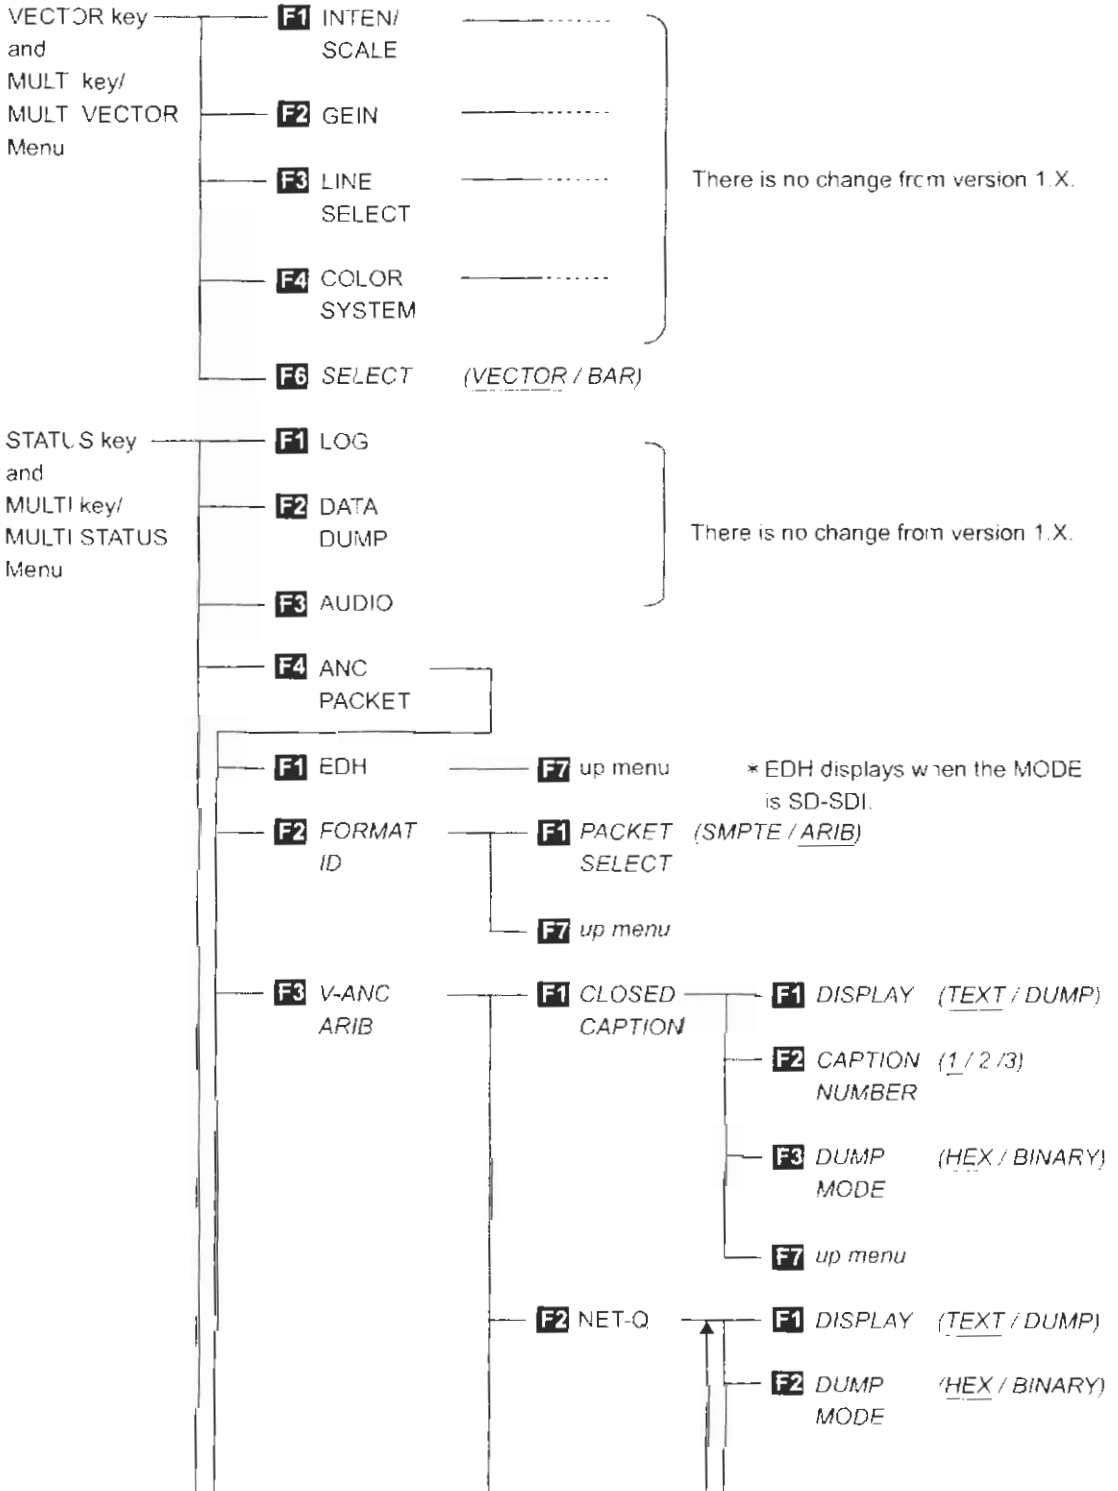 VECTOR key
and
MULT key/
MULT VECTOR
Menu
F1 INTEN/
SCALE
F2 GEIN
F3 LINE
SELECT
F4 COLOR
SYSTEM
There is no change from version 1.X.
F6 SELECT (VECTOR / BAR)
STATUS key
and
MULTI key/
MULTI STATUS
Menu
F1 LOG
F2 DATA
DUMP
F3 AUDIO
There is no change from version 1.X.
F4 ANC
PACKET
F1 EDH F7 up menu * EDH displays when the MODE
is SD-SDI.
F2 FORMAT
ID
F1 PACKET (SMPTE / ARIB)
SELECT
F7 up menu
F3 V-ANC
ARIB
F1 CLOSED
CAPTION
F1 DISPLAY (TEXT / DUMP)
F2 CAPTION (1 / 2 /3)
NUMBER
F3 DUMP (HEX / BINARY)
MODE
F7 up menu
F2 NET-Q
F1 DISPLAY (TEXT / DUMP)
F2 DUMP (HEX / BINARY)
MODE